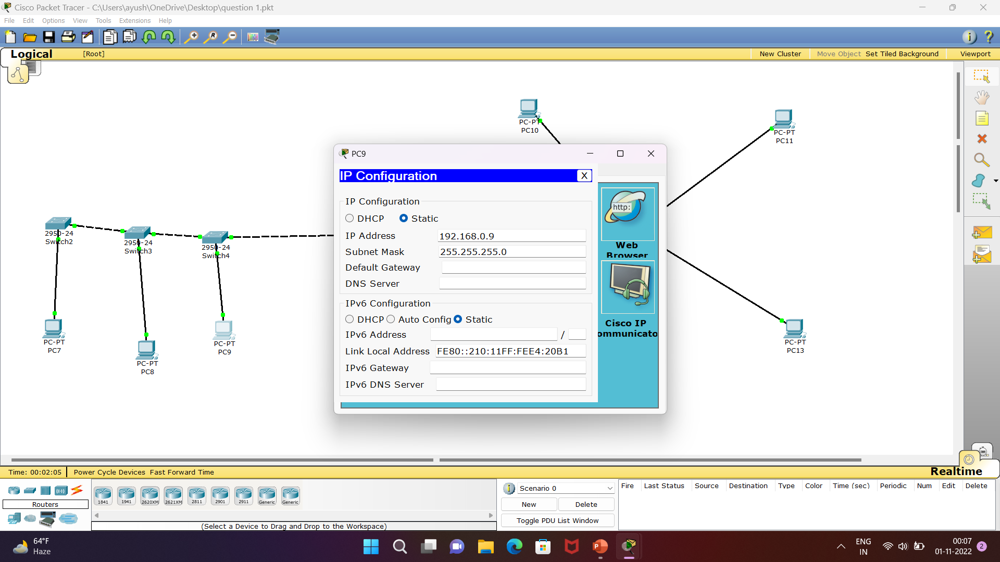 Cisco Packet Tracer - C:\Users\ayush\OneDrive\Desktop\question 1.pkt
File Edit Options View Tools Extensions Help
Logical [Root] New Cluster Move Object Set Tiled Background Viewport
PC-PT
PC10
PC-PT
PC11
PC9
IP Configuration X
IP Configuration
DHCP Static
IP Address 192.168.0.9
Subnet Mask 255.255.255.0
Default Gateway
DNS Server
IPv6 Configuration
DHCP Auto Config Static
IPv6 Address /
Link Local Address FE80::210:11FF:FEE4:20B1
IPv6 Gateway
IPv6 DNS Server
http:
Web
Browser
Cisco IP
ommunicato
2950-24
Switch2
2950-24
Switch3
2950-24
Switch4
PC-PT
PC7
PC-PT
PC8
PC-PT
PC9
PC-PT
PC13
Time: 00:02:05 Power Cycle Devices Fast Forward Time Realtime
Routers
1841 1941 2620XM 2621XM 2811 2901 2911 Generic Generic
(Select a Device to Drag and Drop to the Workspace)
Scenario 0
New Delete
Toggle PDU List Window
Fire Last Status Source Destination Type Color Time (sec) Periodic Num Edit Delete
64°F
Haze
ENG
IN
00:07
01-11-2022
2